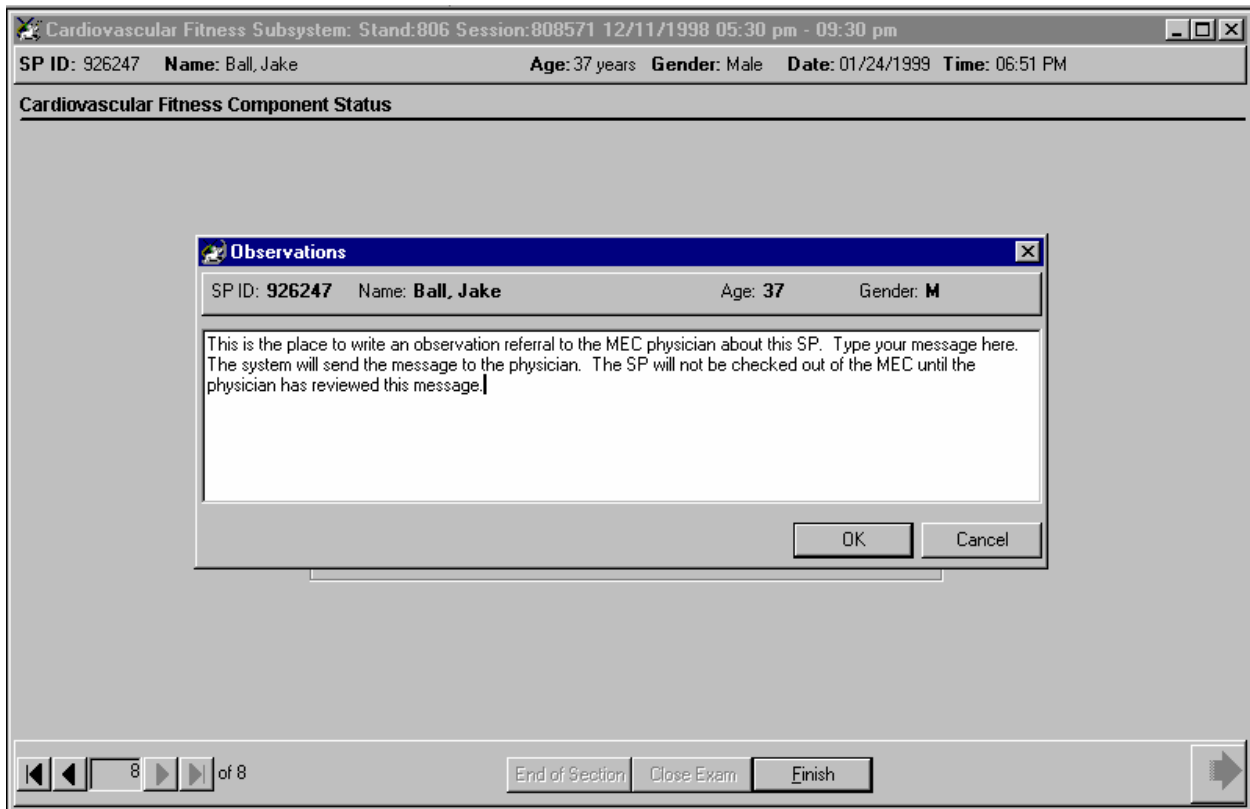 Cardiovascular Fitness Subsystem: Stand:806 Session:808571 12/11/1998 05:30 pm - 09:30 pm
SP ID: 926247 Name: Ball, Jake Age: 37 years Gender: Male Date: 01/24/1999 Time: 06:51 PM
Cardiovascular Fitness Component Status
Observations
SP ID: 926247 Name: Ball, Jake Age: 37 Gender: M
This is the place to write an observation referral to the MEC physician about this SP. Type your message here.
The system will send the message to the physician. The SP will not be checked out of the MEC until the
physician has reviewed this message.
OK Cancel
8 of 8 End of Section Close Exam Finish